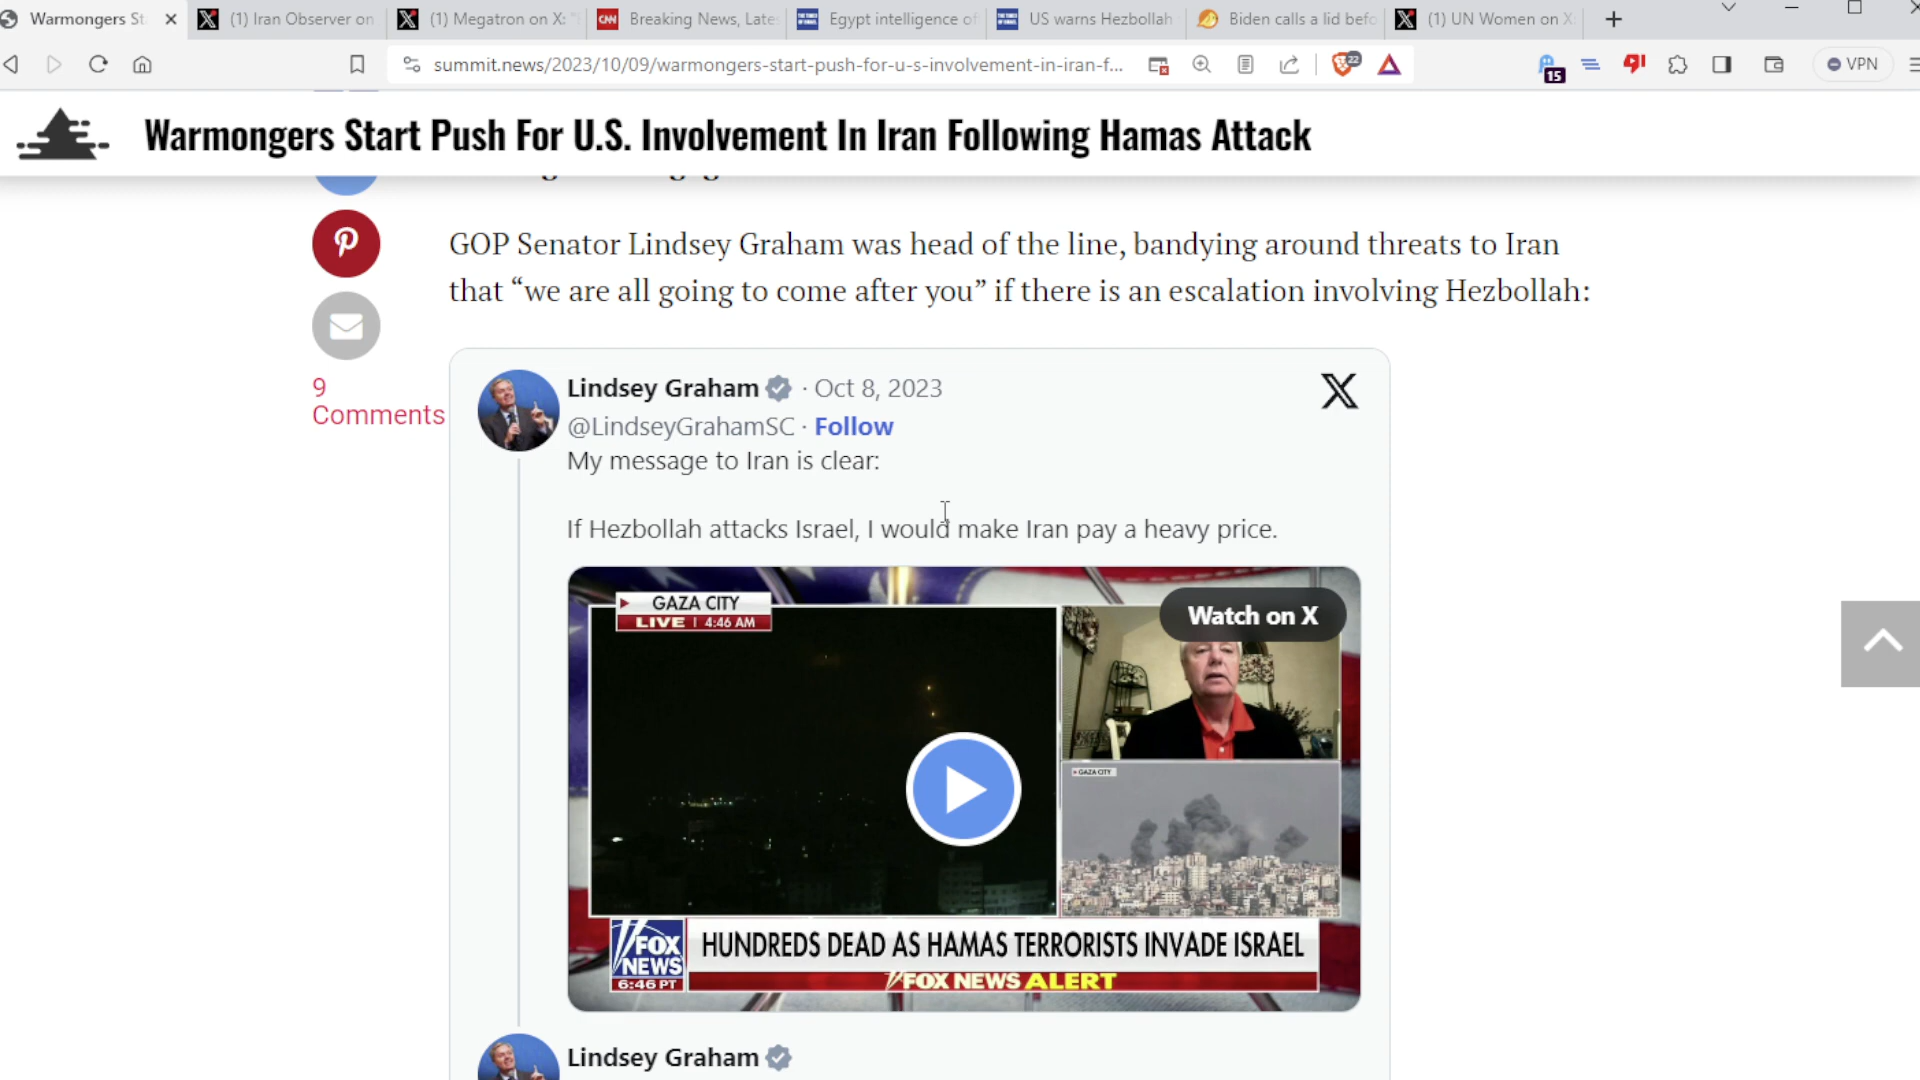 Warmongers St
(1) Iran Observer on
(1) Megatron on X: "
CNN
Breaking News, Late
Egypt intelligence o
US warns Hezbollah
Biden calls a lid befo
(1) UN Women on X
summit.news/2023/10/09/warmongers-start-push-for-u-s-involvement-in-iran-f...
22
15
VPN
Warmongers Start Push For U.S. Involvement In Iran Following Hamas Attack
GOP Senator Lindsey Graham was head of the line, bandying around threats to Iran
that “we are all going to come after you” if there is an escalation involving Hezbollah:
9
Comments
Lindsey Graham · Oct 8, 2023
@LindseyGrahamSC · Follow
My message to Iran is clear:
If Hezbollah attacks Israel, I would make Iran pay a heavy price.
GAZA CITY
LIVE | 4:46 AM
Watch on X
GAZA CITY
FOX
NEWS
6:46 PT
HUNDREDS DEAD AS HAMAS TERRORISTS INVADE ISRAEL
FOX NEWS ALERT
Lindsey Graham